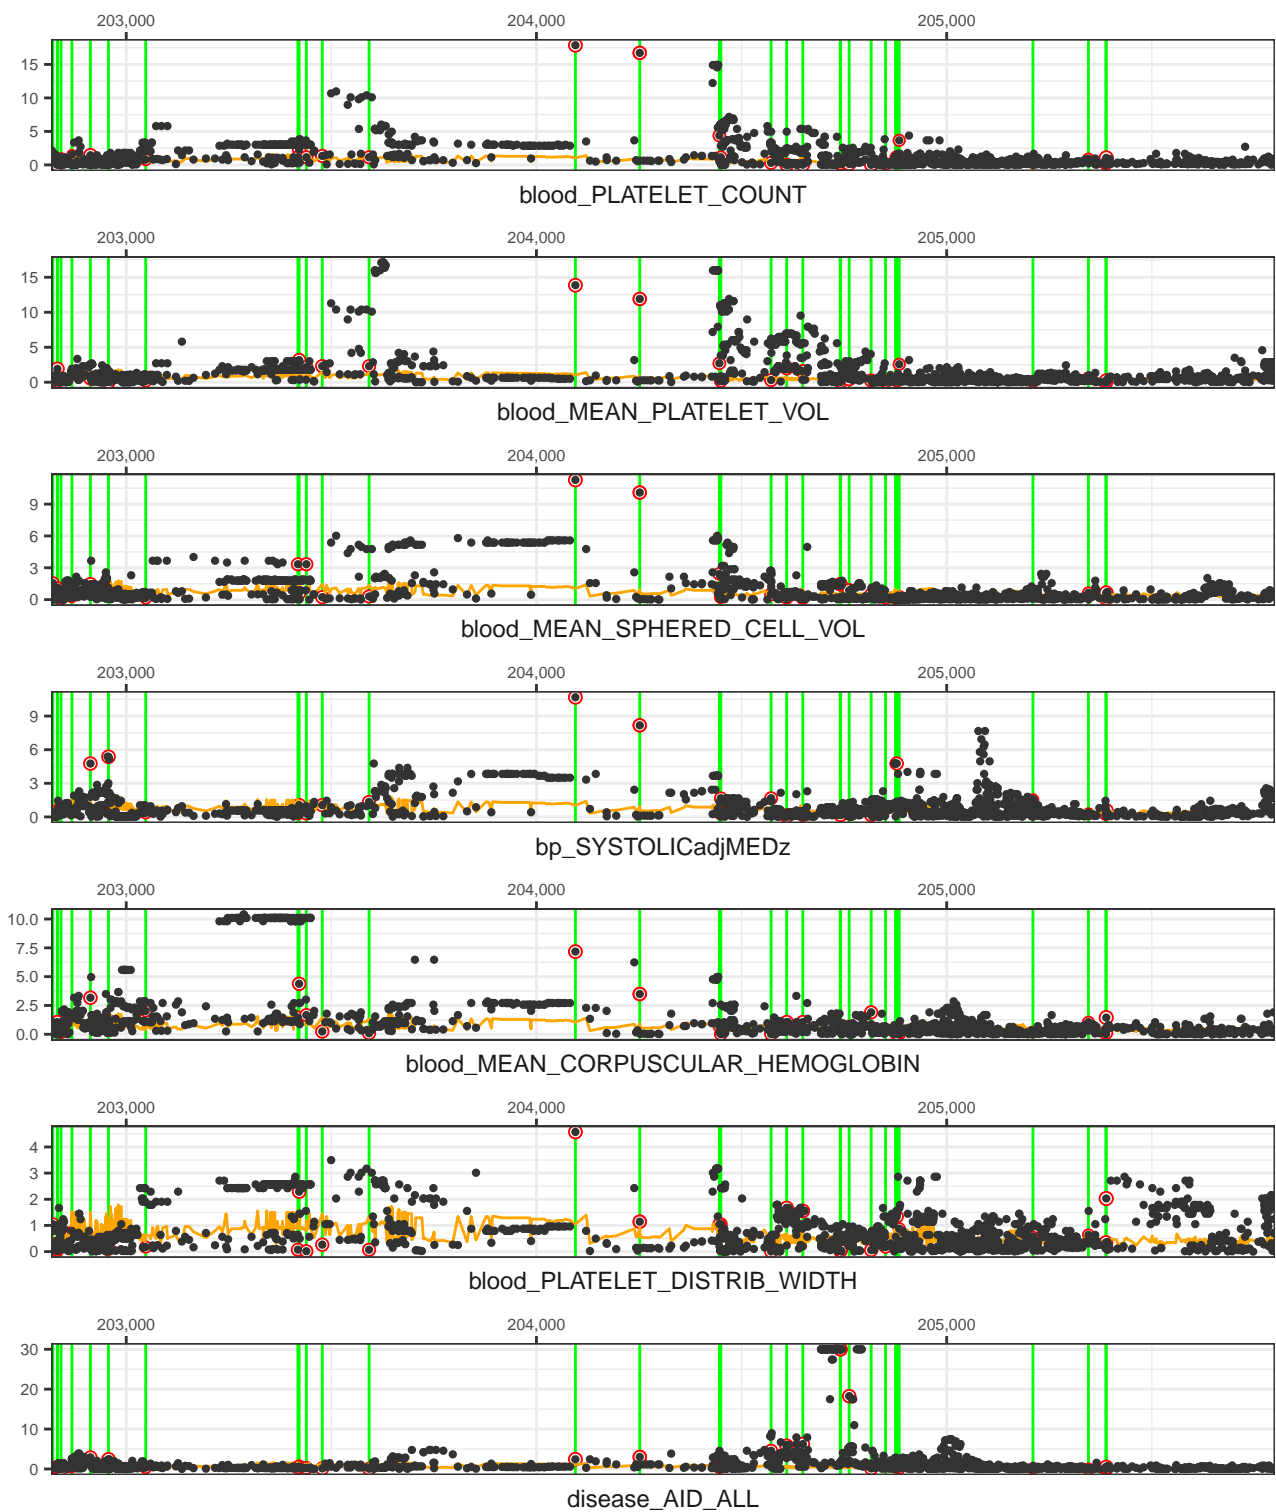 203,000 204,000 205,000
15
10
5
0
blood_PLATELET_COUNT
203,000 204,000 205,000
15
10
5
0
blood_MEAN_PLATELET_VOL
203,000 204,000 205,000
9
6
3
0
blood_MEAN_SPHERED_CELL_VOL
203,000 204,000 205,000
9
6
3
0
bp_SYSTOLICadjMEDz
203,000 204,000 205,000
10.0
7.5
5.0
2.5
0.0
blood_MEAN_CORPUSCULAR_HEMOGLOBIN
203,000 204,000 205,000
4
3
2
1
0
blood_PLATELET_DISTRIB_WIDTH
203,000 204,000 205,000
30
20
10
0
disease_AID_ALL